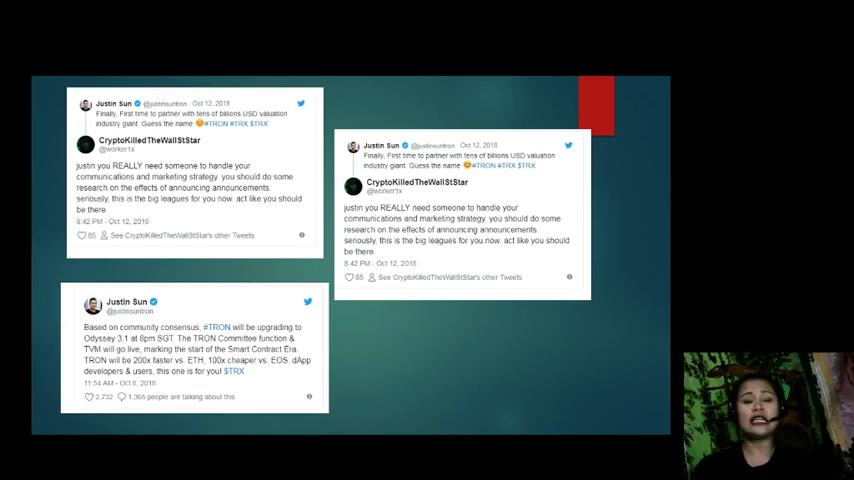 Justin Sun @justinsuntron · Oct 12, 2018
Finally, First time to partner with tens of billions USD valuation
industry giant. Guess the name 😊#TRON #TRX $TRX
CryptoKilledTheWallStStar
@worker1x
justin you REALLY need someone to handle your
communications and marketing strategy. you should do some
research on the effects of announcing announcements.
seriously, this is the big leagues for you now. act like you should
be there.
8:42 PM - Oct 12, 2018
85 See CryptoKilledTheWallStStar's other Tweets
Justin Sun @justinsuntron · Oct 12, 2018
Finally, First time to partner with tens of billions USD valuation
industry giant. Guess the name 😊#TRON #TRX $TRX
CryptoKilledTheWallStStar
@worker1x
justin you REALLY need someone to handle your
communications and marketing strategy. you should do some
research on the effects of announcing announcements.
seriously, this is the big leagues for you now. act like you should
be there.
8:42 PM - Oct 12, 2018
85 See CryptoKilledTheWallStStar's other Tweets
Justin Sun
@justinsuntron
Based on community consensus, #TRON will be upgrading to
Odyssey 3.1 at 8pm SGT. The TRON Committee function &
TVM will go live, marking the start of the Smart Contract Era.
TRON will be 200x faster vs. ETH, 100x cheaper vs. EOS. dApp
developers & users, this one is for you! $TRX
11:54 AM - Oct 8, 2018
2,732 1,365 people are talking about this